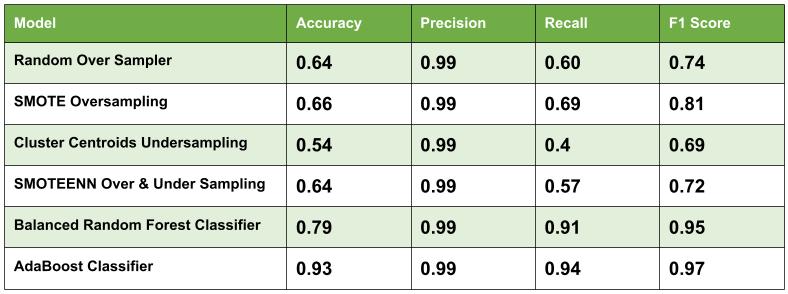 Model Accuracy Precision Recall F1 Score
Random Over Sampler 0.64 0.99 0.60 0.74
SMOTE Oversampling 0.66 0.99 0.69 0.81
Cluster Centroids Undersampling 0.54 0.99 0.4 0.69
SMOTEENN Over & Under Sampling 0.64 0.99 0.57 0.72
Balanced Random Forest Classifier 0.79 0.99 0.91 0.95
AdaBoost Classifier 0.93 0.99 0.94 0.97